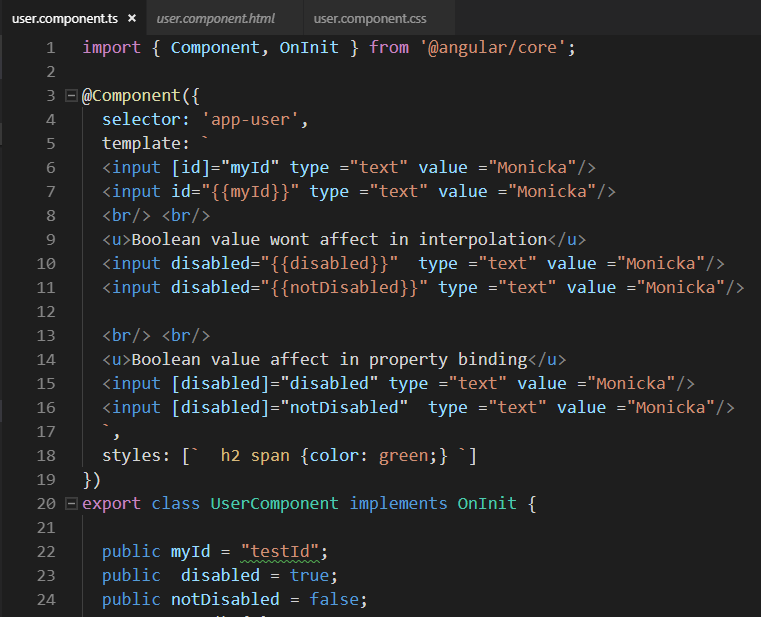 user.component.ts × user.component.html user.component.css
1 import { Component, OnInit } from '@angular/core';
2
3 @Component({
4 selector: 'app-user',
5 template: `
6 <input [id]="myId" type ="text" value ="Monicka"/>
7 <input id="{{myId}}" type ="text" value ="Monicka"/>
8 <br/> <br/>
9 <u>Boolean value wont affect in interpolation</u>
10 <input disabled="{{disabled}}"  type ="text" value ="Monicka"/>
11 <input disabled="{{notDisabled}}" type ="text" value ="Monicka"/>
12
13 <br/> <br/>
14 <u>Boolean value affect in property binding</u>
15 <input [disabled]="disabled" type ="text" value ="Monicka"/>
16 <input [disabled]="notDisabled"  type ="text" value ="Monicka"/>
17 `,
18 styles: [`  h2 span {color: green;} `]
19 })
20 export class UserComponent implements OnInit {
21
22 public myId = "testId";
23 public  disabled = true;
24 public notDisabled = false;